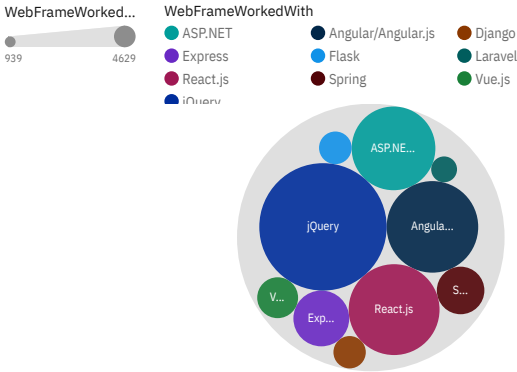 WebFrameWorked... WebFrameWorkedWith
939 4629
ASP.NET Angular/Angular.js Django
Express Flask Laravel
React.js Spring Vue.js
jQuery
ASP.NE...
jQuery Angula...
V... Exp... React.js S...